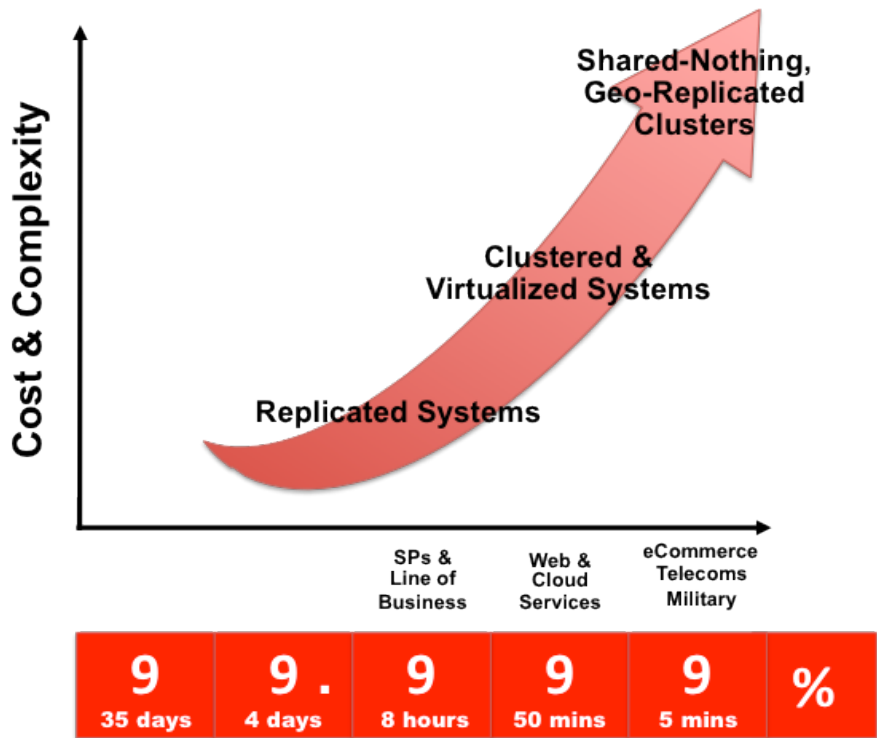 Cost & Complexity
Shared-Nothing,
Geo-Replicated
Clusters
Clustered &
Virtualized Systems
Replicated Systems
SPs &
Line of
Business
Web &
Cloud
Services
eCommerce
Telecoms
Military
9 9 . 9 9 9 %
35 days 4 days 8 hours 50 mins 5 mins